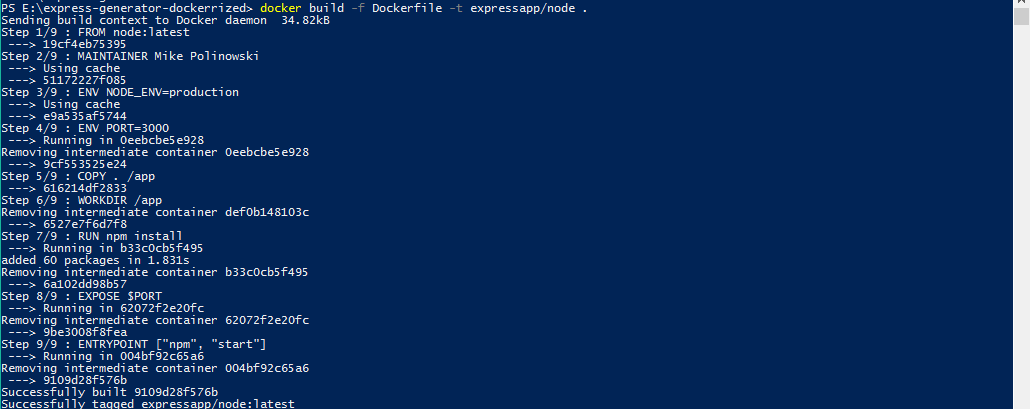 PS E:\express-generator-dockerrized> docker build -f Dockerfile -t expressapp/node .
Sending build context to Docker daemon  34.82kB
Step 1/9 : FROM node:latest
 ---> 19cf4eb75395
Step 2/9 : MAINTAINER Mike Polinowski
 ---> Using cache
 ---> 51172227f085
Step 3/9 : ENV NODE_ENV=production
 ---> Using cache
 ---> e9a535af5744
Step 4/9 : ENV PORT=3000
 ---> Running in 0eebcbe5e928
Removing intermediate container 0eebcbe5e928
 ---> 9cf553525e24
Step 5/9 : COPY . /app
 ---> 616214df2833
Step 6/9 : WORKDIR /app
Removing intermediate container def0b148103c
 ---> 6527e7f6d7f8
Step 7/9 : RUN npm install
 ---> Running in b33c0cb5f495
added 60 packages in 1.831s
Removing intermediate container b33c0cb5f495
 ---> 6a102dd98b57
Step 8/9 : EXPOSE $PORT
 ---> Running in 62072f2e20fc
Removing intermediate container 62072f2e20fc
 ---> 9be3008f8fea
Step 9/9 : ENTRYPOINT ["npm", "start"]
 ---> Running in 004bf92c65a6
Removing intermediate container 004bf92c65a6
 ---> 9109d28f576b
Successfully built 9109d28f576b
Successfully tagged expressapp/node:latest